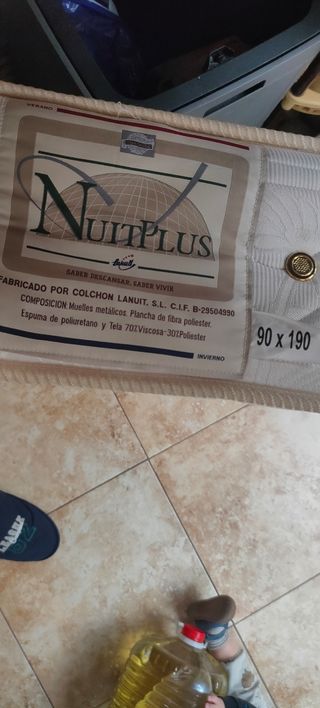 VERANO
NUITPLUS
Lanuit
SABER DESCANSAR, SABER VIVIR
FABRICADO POR COLCHON LANUIT, S.L. C.I.F. B-29504990
COMPOSICION: Muelles metálicos. Plancha de fibra poliester.
Espuma de poliuretano y Tela 70%Viscosa-30%Poliester
INVIERNO
90 x 190